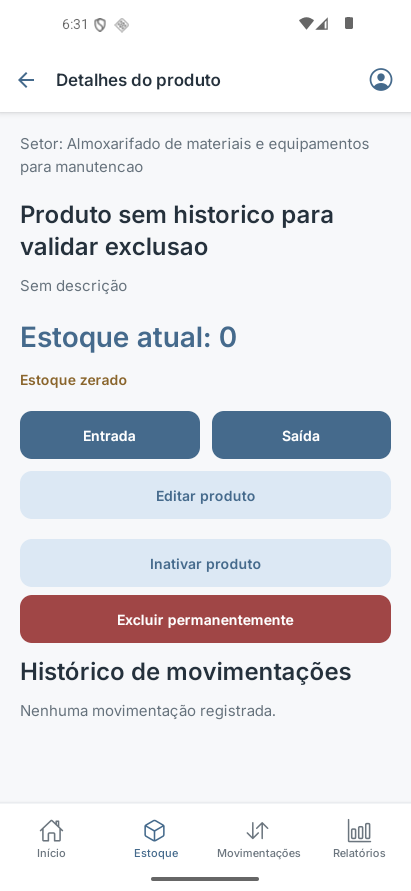 6:31
Detalhes do produto
Setor: Almoxarifado de materiais e equipamentos
para manutencao
Produto sem historico para
validar exclusao
Sem descrição
Estoque atual: 0
Estoque zerado
Entrada
Saída
Editar produto
Inativar produto
Excluir permanentemente
Histórico de movimentações
Nenhuma movimentação registrada.
Início
Estoque
Movimentações
Relatórios